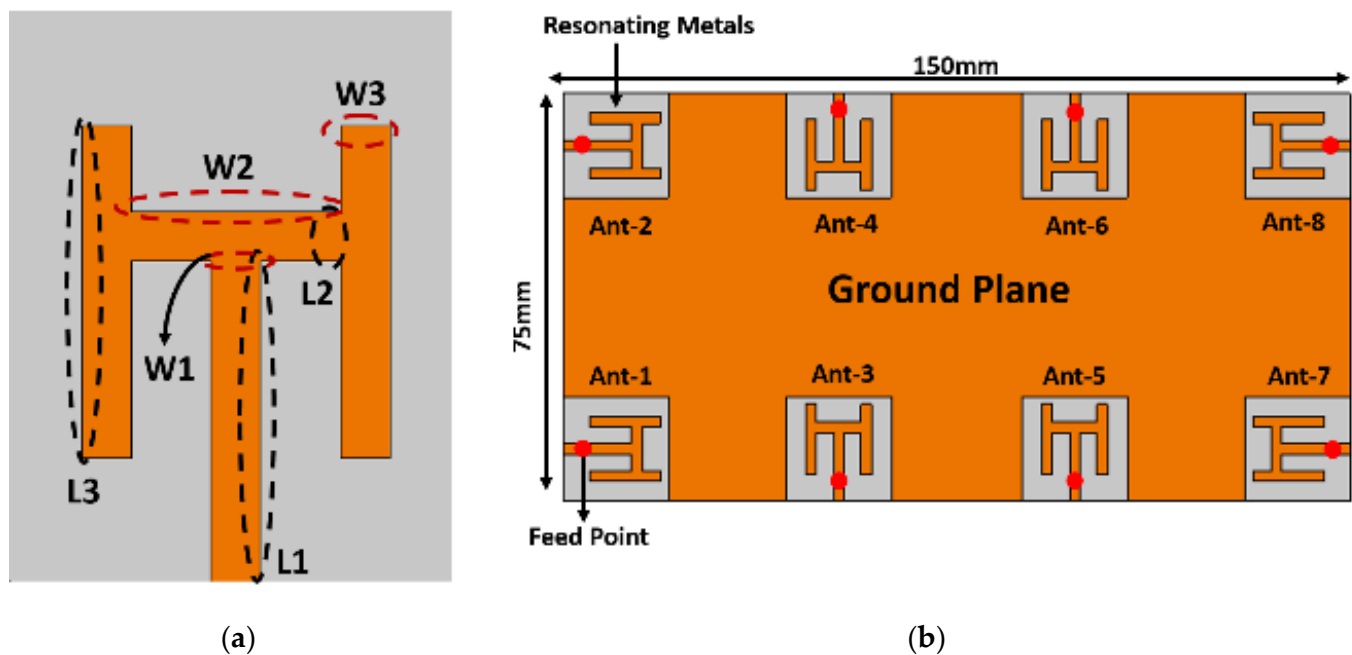 W3
W2
L2
W1
L3
L1
(a)
(b)
Resonating Metals
150mm
75mm
Ant-2
Ant-4
Ant-6
Ant-8
Ground Plane
Ant-1
Ant-3
Ant-5
Ant-7
Feed Point